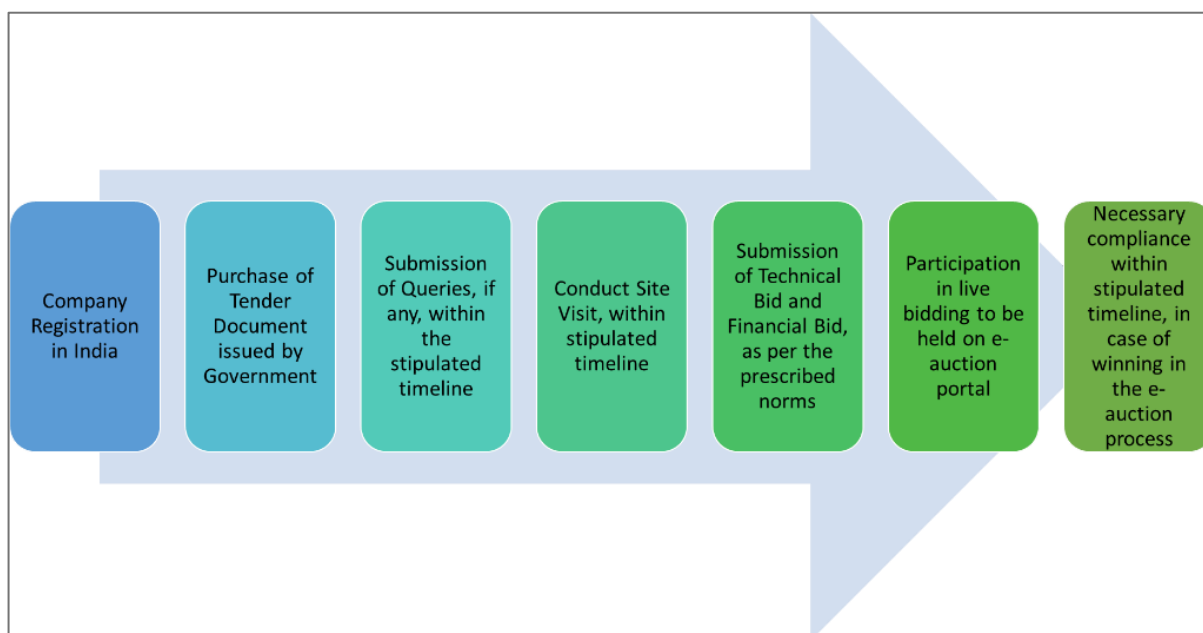 Company
Registration
in India
Purchase of
Tender
Document
issued by
Government
Submission
of Queries, if
any, within
the
stipulated
timeline
Conduct Site
Visit, within
stipulated
timeline
Submission
of Technical
Bid and
Financial Bid,
as per the
prescribed
norms
Participation
in live
bidding to be
held on e-
auction
portal
Necessary
compliance
within
stipulated
timeline, in
case of
winning in
the e-
auction
process